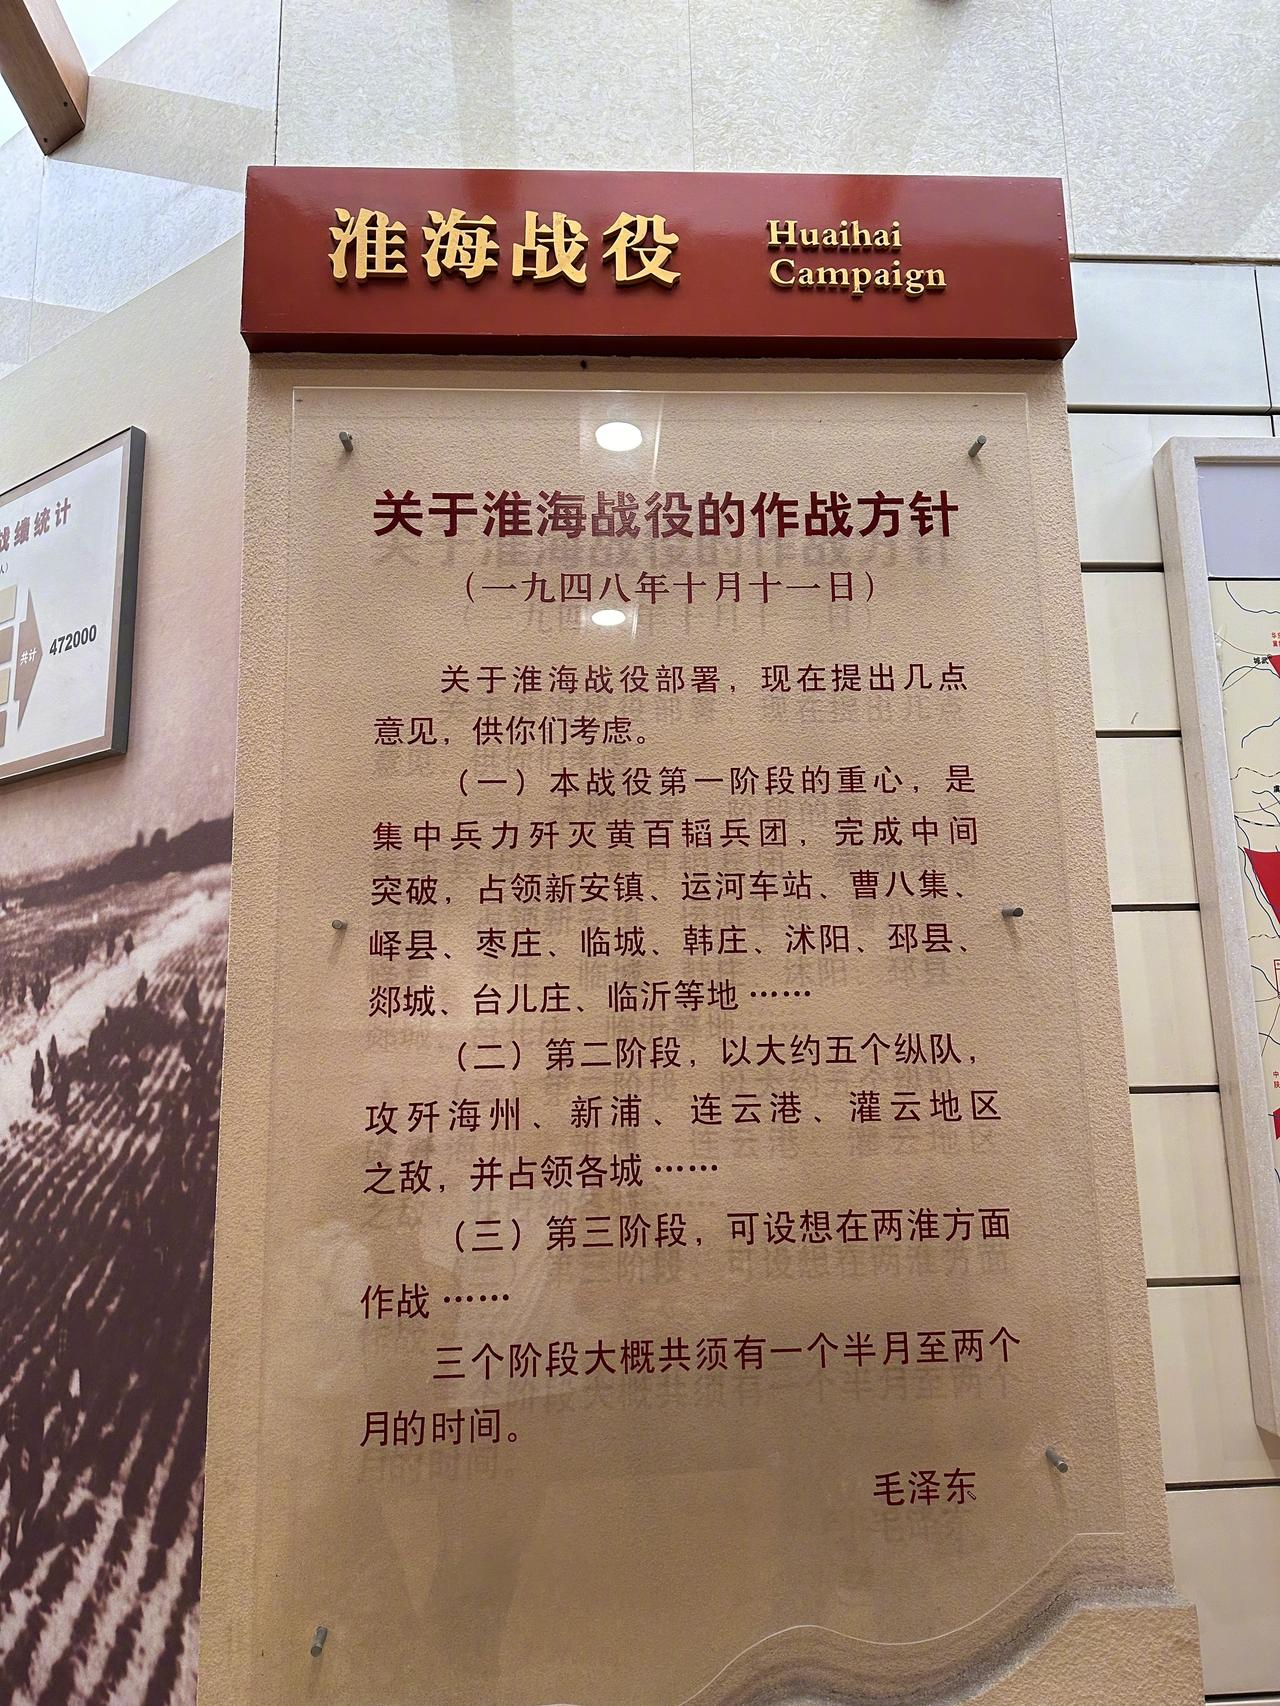 淮海战役
Huaihai
Campaign
关于淮海战役的作战方针
（一九四八年十月十一日）
关于淮海战役部署，现在提出几点
意见，供你们考虑。
（一）本战役第一阶段的重心，是
集中兵力歼灭黄百韬兵团，完成中间
突破，占领新安镇、运河车站、曹八集、
峄县、枣庄、临城、韩庄、沭阳、邳县、
郯城、台儿庄、临沂等地……
（二）第二阶段，以大约五个纵队，
攻歼海州、新浦、连云港、灌云地区
之敌，并占领各城……
（三）第三阶段，可设想在两淮方面
作战……
三个阶段大概共须有一个半月至两个
月的时间。
毛泽东
战绩统计
人）
共计
472000